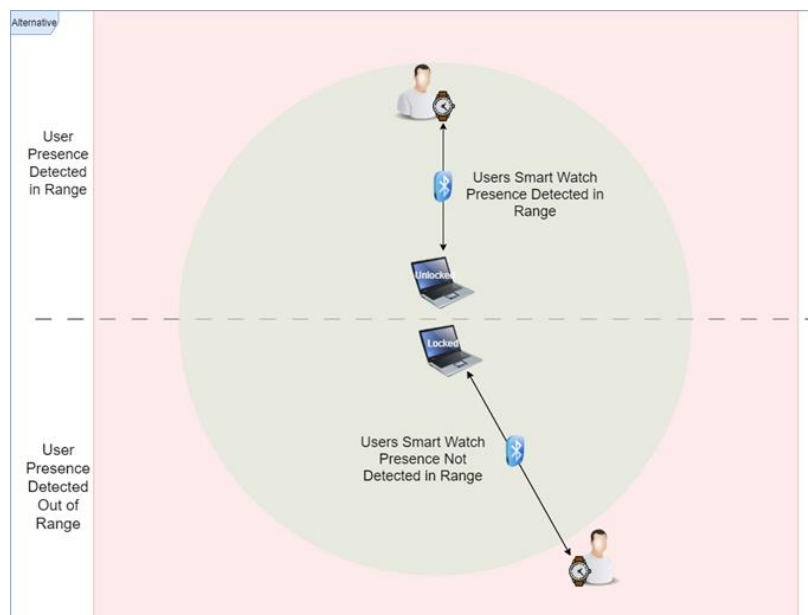 Alternative
User
Presence
Detected
in Range
Users Smart Watch
Presence Detected in
Range
Unlocked
Locked
Users Smart Watch
Presence Not
Detected in Range
User
Presence
Detected
Out of
Range